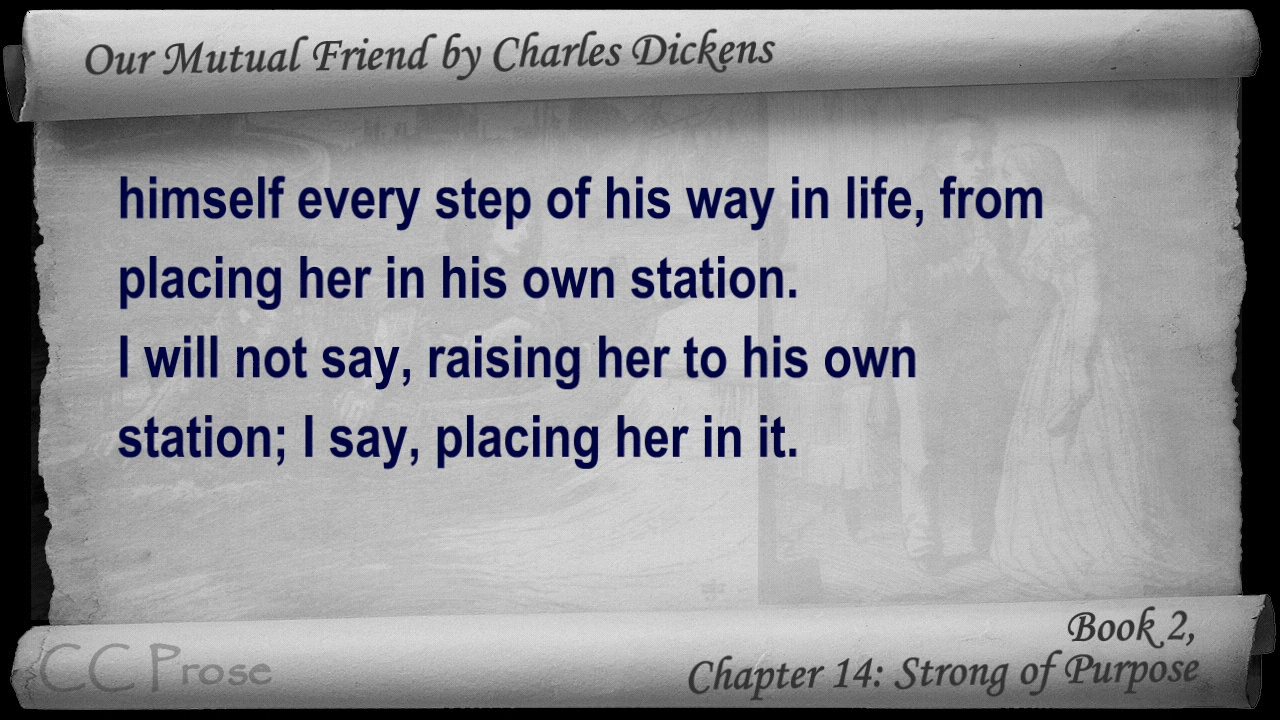 Our Mutual Friend by Charles Dickens
himself every step of his way in life, from
placing her in his own station.
I will not say, raising her to his own
station; I say, placing her in it.
Book 2,
Chapter 14: Strong of Purpose
CC Prose